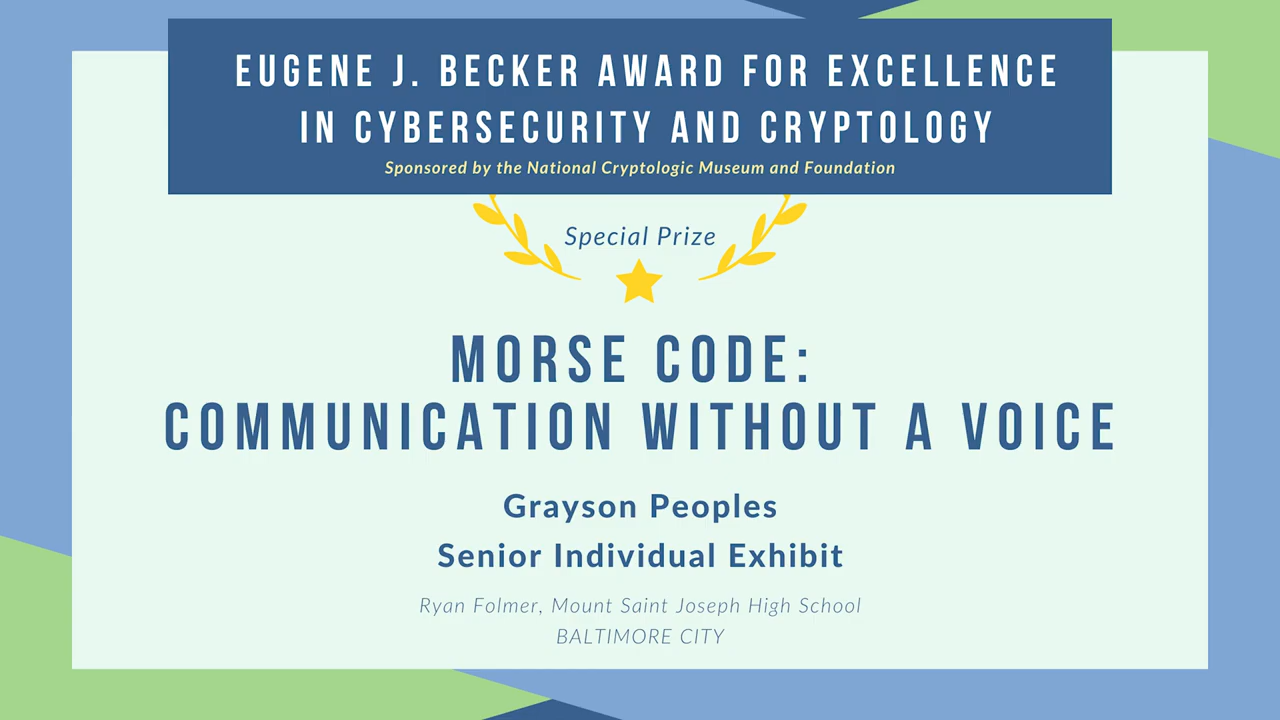 EUGENE J. BECKER AWARD FOR EXCELLENCE
IN CYBERSECURITY AND CRYPTOLOGY
Sponsored by the National Cryptologic Museum and Foundation
Special Prize
MORSE CODE:
COMMUNICATION WITHOUT A VOICE
Grayson Peoples
Senior Individual Exhibit
Ryan Folmer, Mount Saint Joseph High School
BALTIMORE CITY